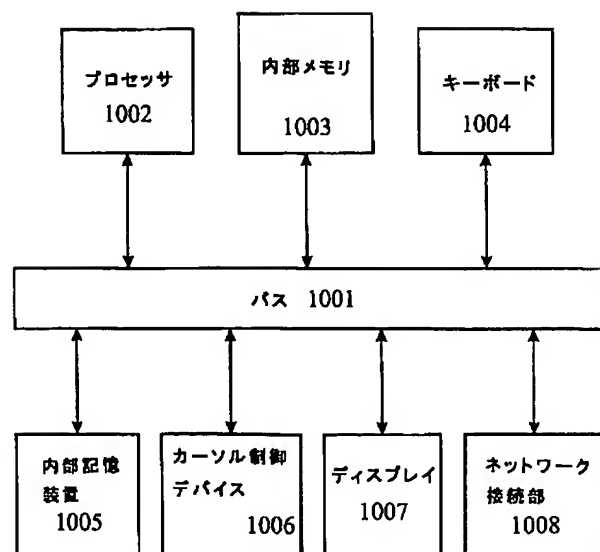 プロセッサ
1002
内部メモリ
1003
キーボード
1004
バス 1001
内部記憶
装置
1005
カーソル制御
デバイス
1006
ディスプレイ
1007
ネットワーク
接続部
1008